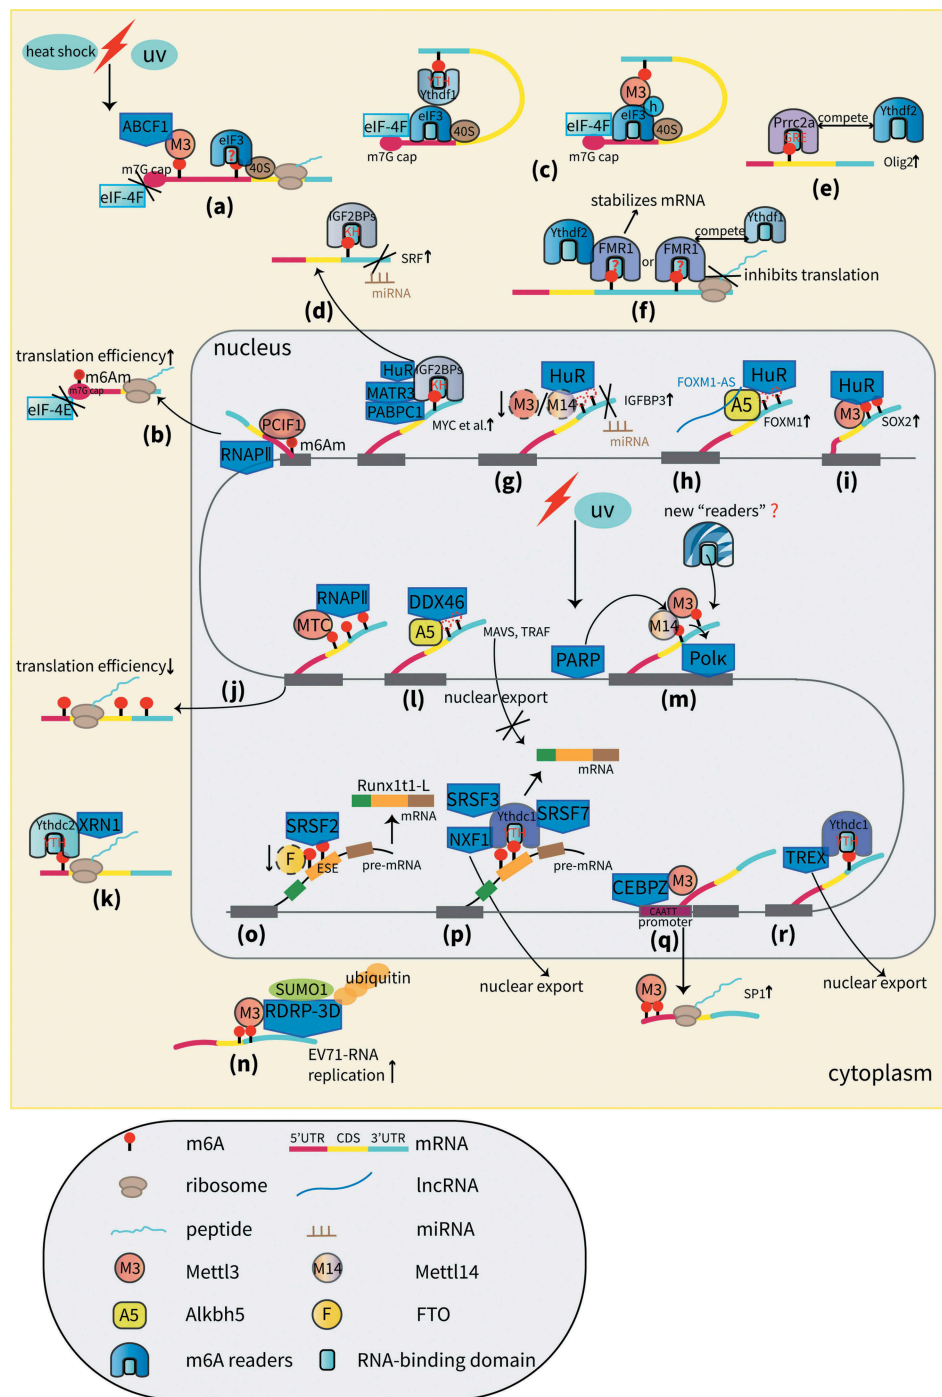 heat shock
uv
ABCF1
M3
eIF3
?
m7G cap
40S
eIF-4F
(a)
YTH
Ythdf1
eIF-4F
eIF3
40S
m7G cap
M3
h
eIF-4F
eIF3
40S
m7G cap
(c)
Prrc2a
GRE
compete
Ythdf2
Olig2↑
(e)
IGF2BPs
KH
SRF↑
miRNA
(d)
stabilizes mRNA
Ythdf2
FMR1
?
or
FMR1
?
compete
Ythdf1
inhibits translation
(f)
nucleus
translation efficiency↑
m6Am
m7G cap
eIF-4E
(b)
PCIF1
m6Am
RNAPⅡ
HuR
IGF2BPs
KH
MATR3
PABPC1
MYC et al.↑
HuR
↓ M3 / M14
IGFBP3↑
miRNA
(g)
FOXM1-AS
HuR
A5
FOXM1↑
(h)
HuR
M3
SOX2↑
(i)
uv
new "readers" ?
RNAPⅡ
MTC
DDX46
A5
MAVS, TRAF
PARP
M3
M14
Polκ
translation efficiency↓
(j)
(l)
nuclear export
(m)
mRNA
Ythdc2
YTH
XRN1
(k)
Runx1t1-L
mRNA
SRSF2
↓ F
ESE
pre-mRNA
(o)
SRSF3
Ythdc1
YTH
SRSF7
NXF1
pre-mRNA
(p)
CEBPZ
M3
CAATT
promoter
(q)
Ythdc1
YTH
TREX
(r)
nuclear export
nuclear export
M3
SP1↑
ubiquitin
SUMO1
M3
RDRP-3D
(n)
EV71-RNA
replication ↑
cytoplasm
m6A
5'UTR CDS 3'UTR
mRNA
ribosome
lncRNA
peptide
miRNA
M3
Mettl3
M14
Mettl14
A5
Alkbh5
F
FTO
m6A readers
RNA-binding domain